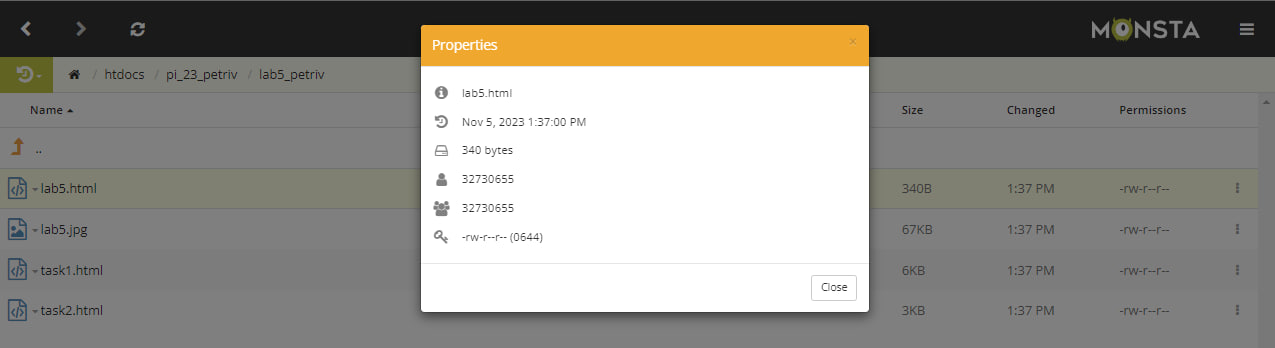 MONSTA
/ htdocs / pi_23_petriv / lab5_petriv
Name Size Changed Permissions
..
lab5.html 340B 1:37 PM -rw-r--r--
lab5.jpg 67KB 1:37 PM -rw-r--r--
task1.html 6KB 1:37 PM -rw-r--r--
task2.html 3KB 1:37 PM -rw-r--r--
Properties ×
lab5.html
Nov 5, 2023 1:37:00 PM
340 bytes
32730655
32730655
-rw-r--r-- (0644)
Close